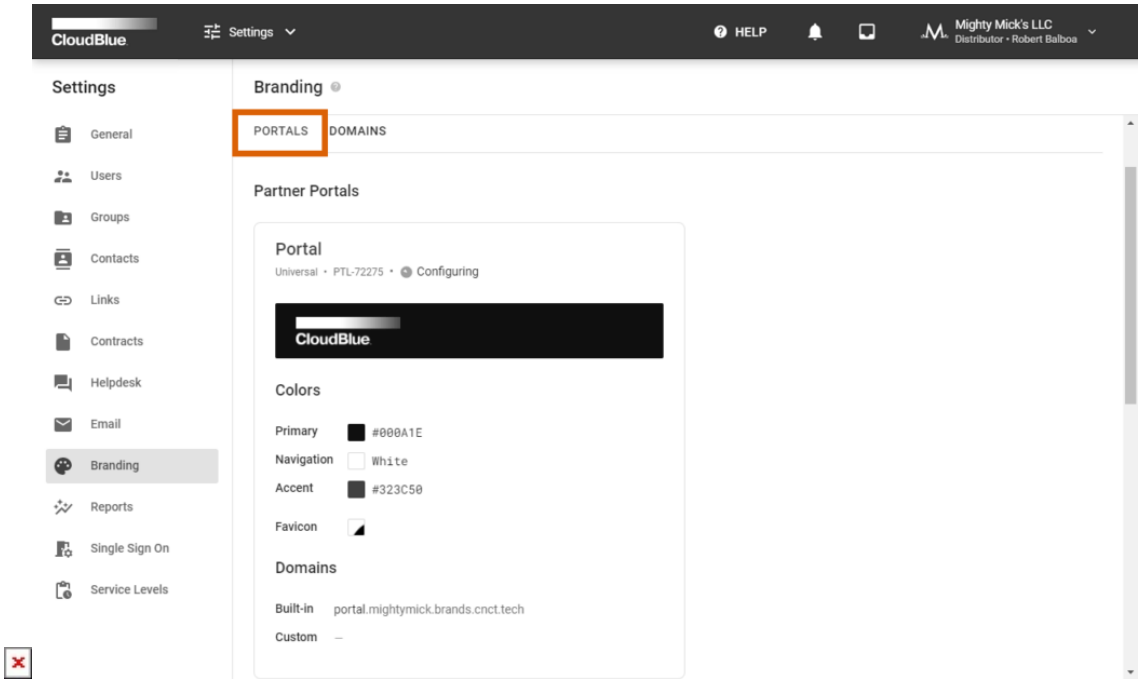 CloudBlue
Settings
HELP
.M.
Mighty Mick's LLC
Distributor • Robert Balboa
Settings
General
Users
Groups
Contacts
Links
Contracts
Helpdesk
Email
Branding
Reports
Single Sign On
Service Levels
Branding
PORTALS DOMAINS
Partner Portals
Portal
Universal • PTL-72275 • Configuring
CloudBlue
Colors
Primary #000A1E
Navigation White
Accent #323C50
Favicon
Domains
Built-in portal.mightymick.brands.cnct.tech
Custom –